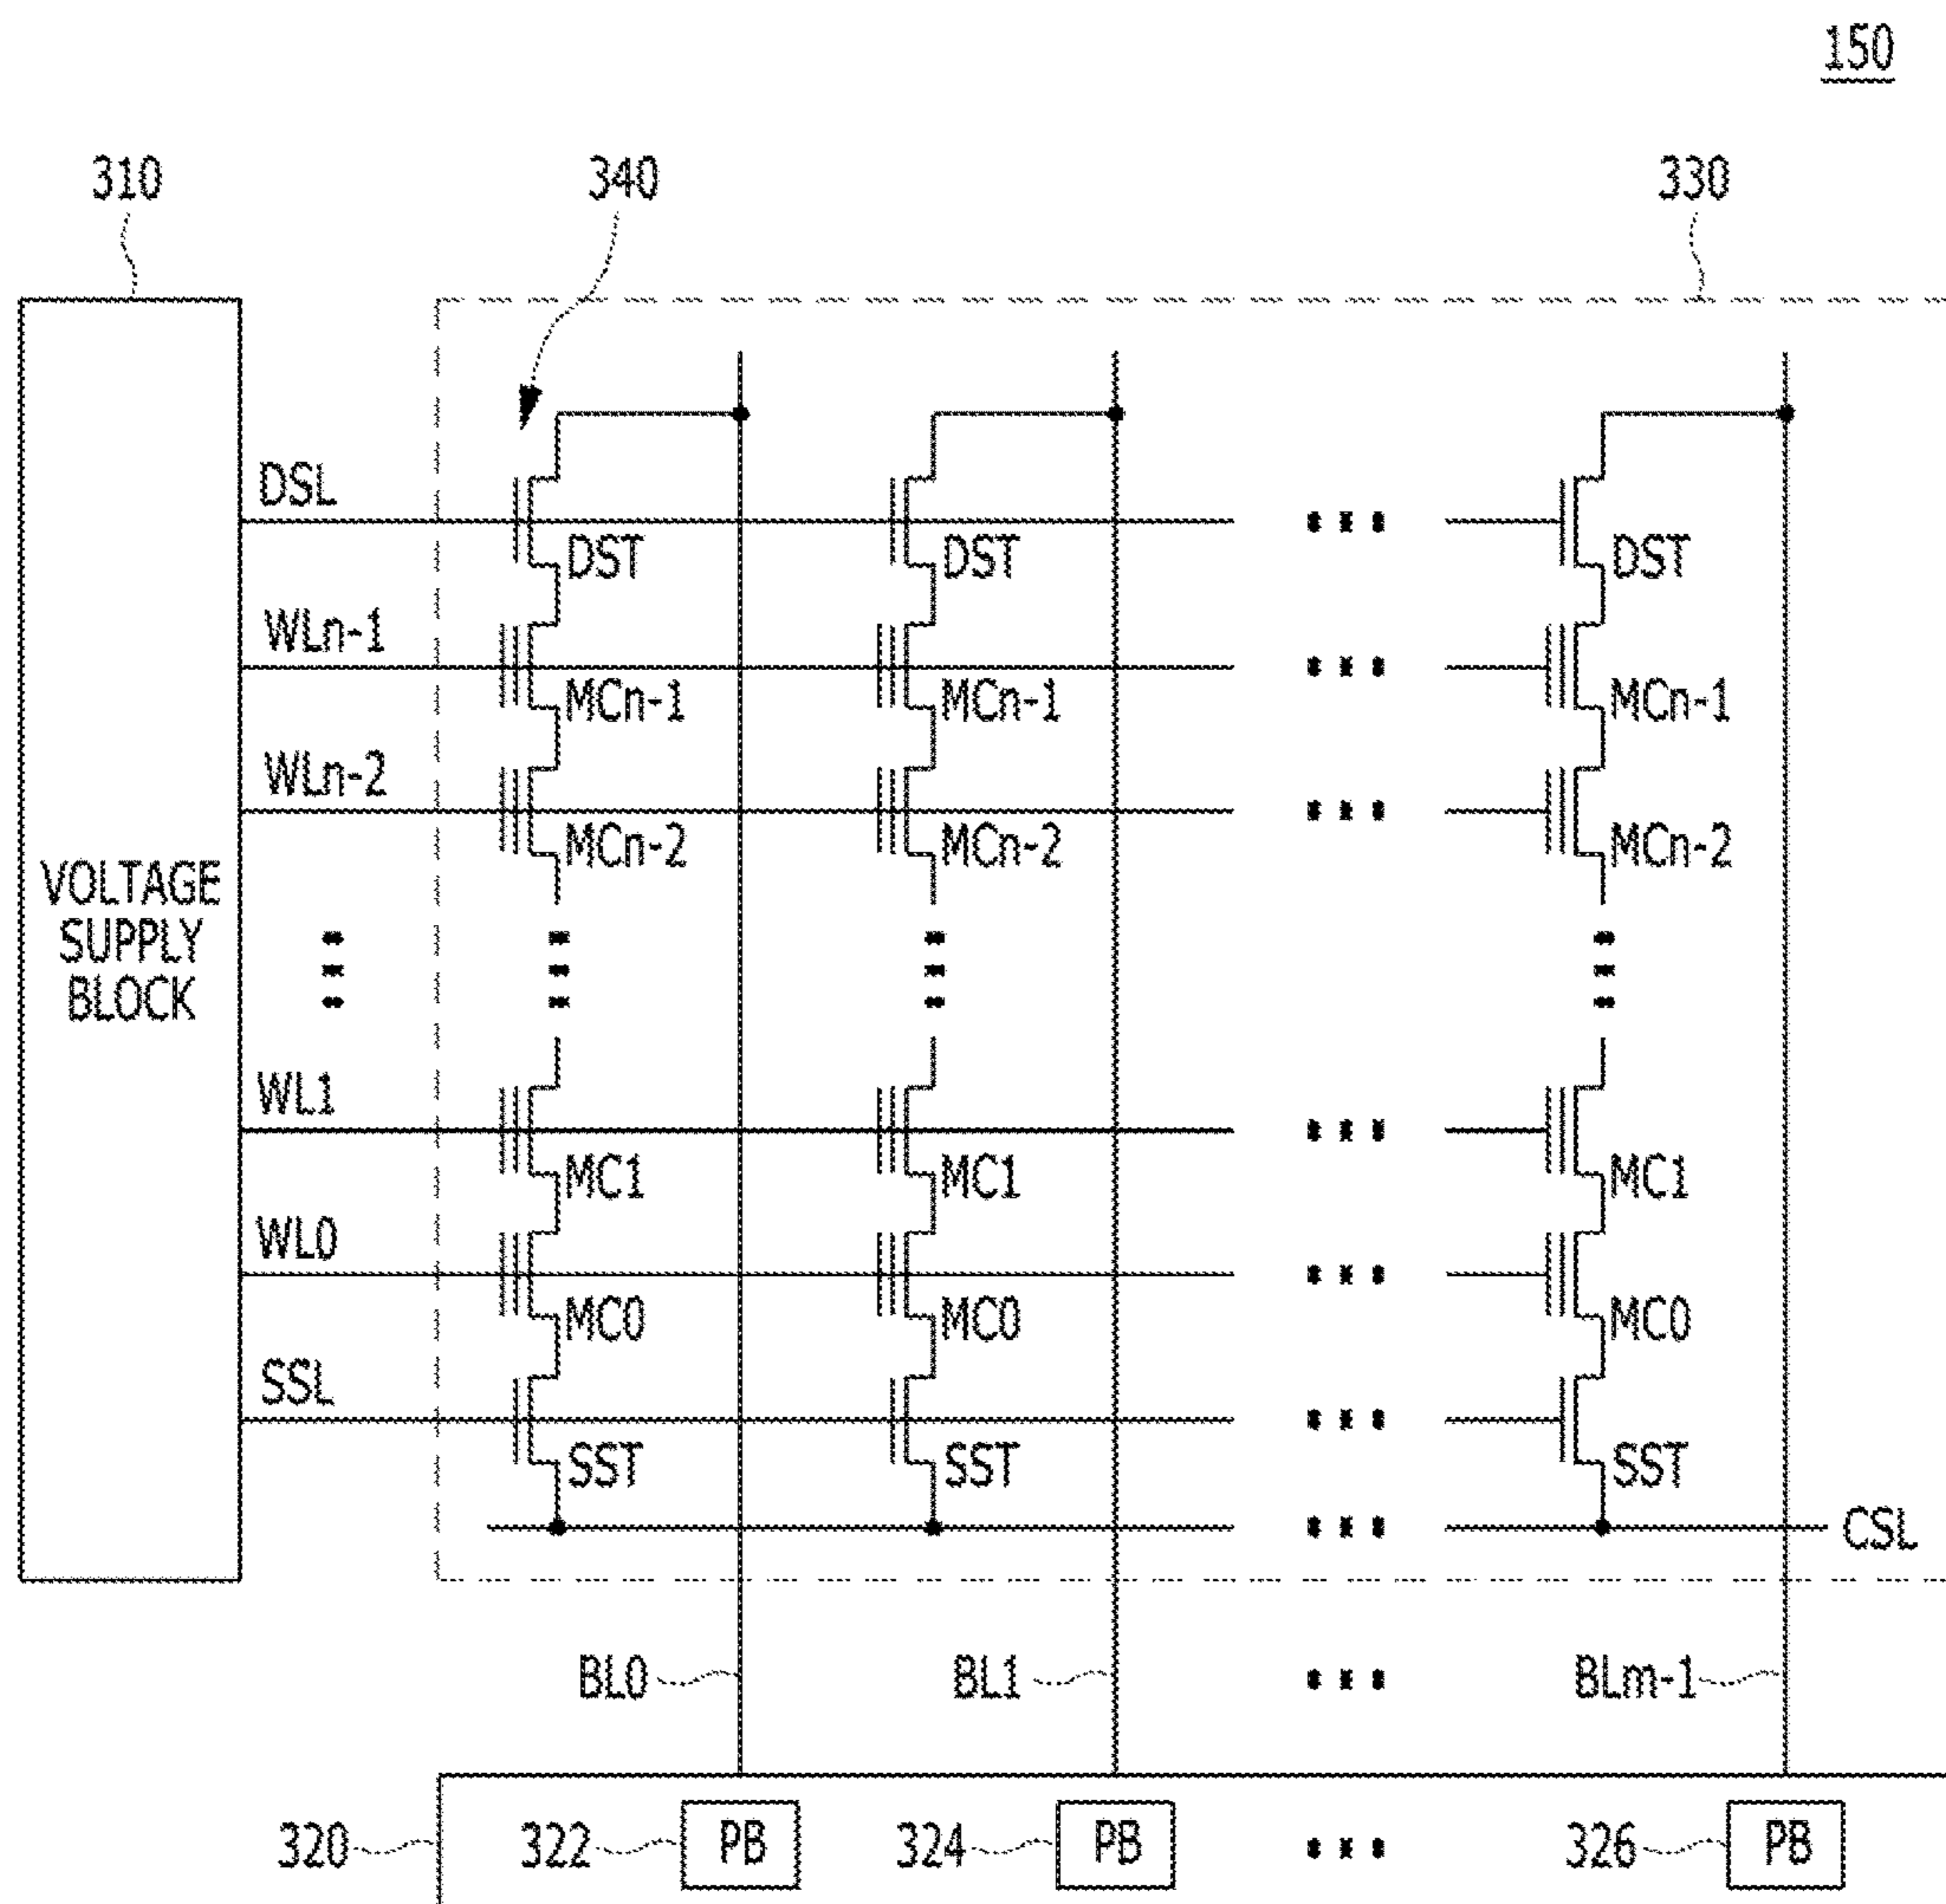 150
310 340 330
DSL
DST DST DST
WLn-1
MCn-1 MCn-1 MCn-1
WLn-2
MCn-2 MCn-2 MCn-2
VOLTAGE
SUPPLY
BLOCK
WL1
MC1 MC1 MC1
WL0
MC0 MC0 MC0
SSL
SST SST SST
CSL
BL0 BL1 BLm-1
320 322 PB 324 PB 326 PB